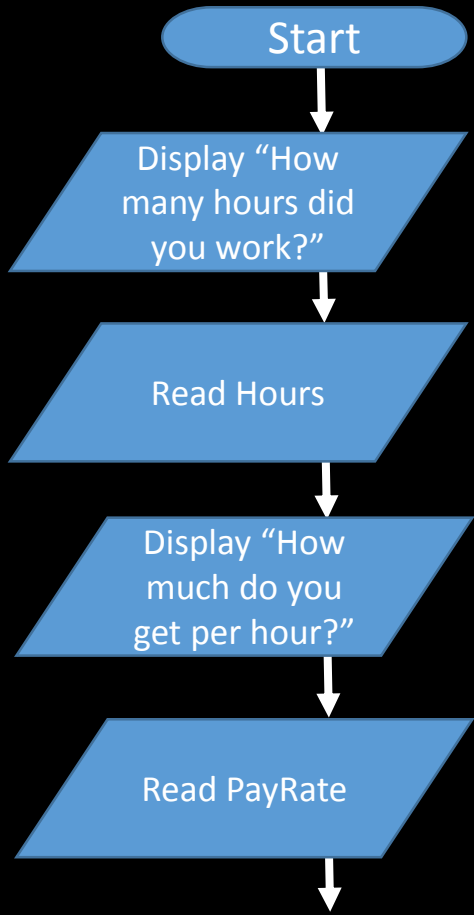 Start
Display “How
many hours did
you work?”
Read Hours
Display “How
much do you
get per hour?”
Read PayRate